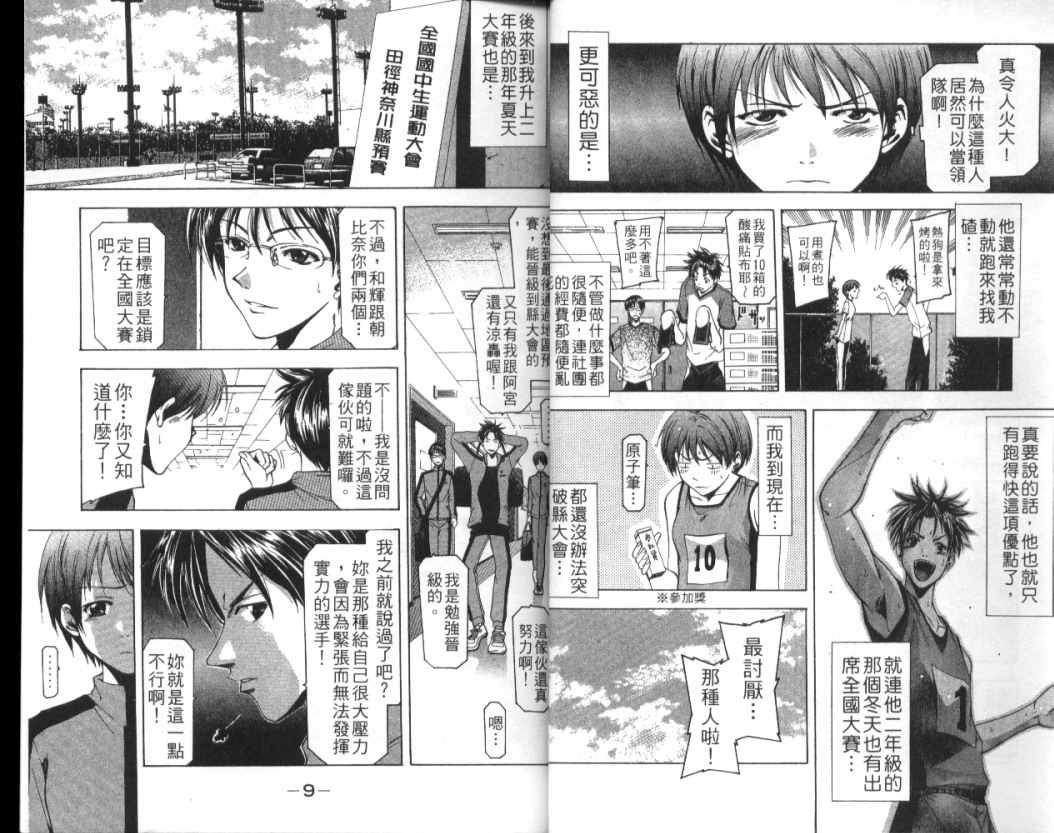 真令人火大！
為什麼這種人
居然可以當領
隊啊！
更可惡的是…
他還常常動不
動就跑來找我
碴…
熱狗是拿來
烤的啦！
用煮的也
可以啊！
我買了10箱的
酸痛貼布耶～
用不著這
麼多吧。
不管做什麼事都
很隨便，連社團
的經費都隨便亂
真要說的話，他也就只
有跑得快這項優點了，
1
就連他二年級的
那個冬天也有出
席全國大賽…
而我到現在…
原子筆…
參加獎
10
都還沒辦法突
破縣大會…
※參加獎
最討厭…
那種人啦！
後來到我升上二
年級的那年夏天
大賽也是…
全國國中生運動大會
田徑神奈川縣預賽
沒想到最後通過地區預
賽，能晉級到縣大會的
，
又只有我跟阿宮
還有涼轟喔！
我是勉強晉
級的。
這傢伙還真
努力啊！
嗯…
不過，和輝跟朝
比奈你們兩個…
目標應該是鎖
定在全國大賽
吧？
不——我是沒問
題的啦，不過這
傢伙可就難囉。
你…你又知
道什麼了！
我之前就說過了吧？
妳是那種給自己很大壓力
，會因為緊張而無法發揮
實力的選手！
妳就是這一點
不行啊！
……
—9—